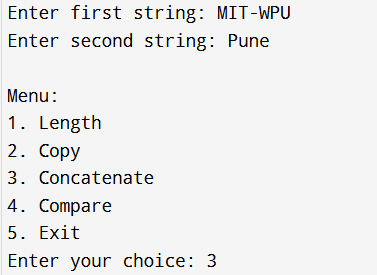 Enter first string: MIT-WPU
Enter second string: Pune
Menu:
1. Length
2. Copy
3. Concatenate
4. Compare
5. Exit
Enter your choice: 3